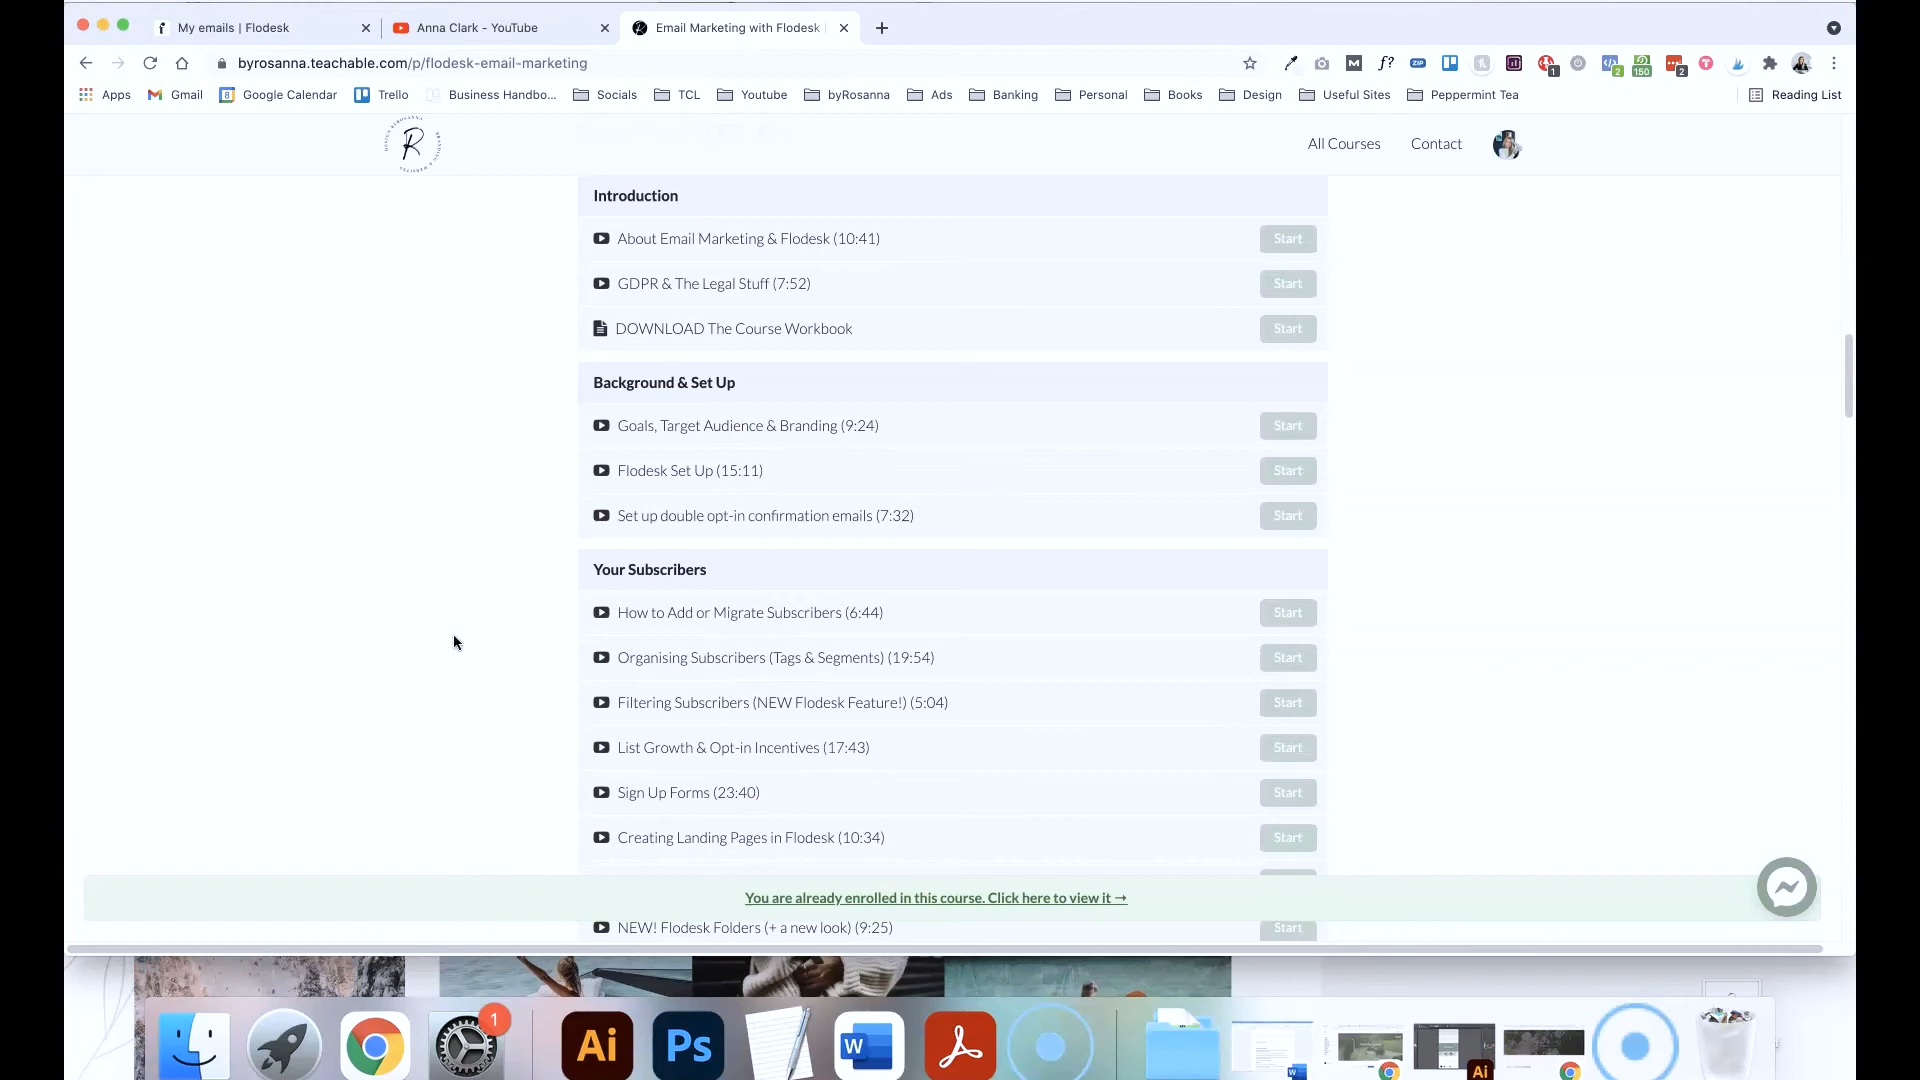 My emails | Flodesk
Anna Clark - YouTube
Email Marketing with Flodesk
byrosanna.teachable.com/p/flodesk-email-marketing
Apps
Gmail
Google Calendar
Trello
Business Handbo...
Socials
TCL
Youtube
byRosanna
Ads
Banking
Personal
Books
Design
Useful Sites
Peppermint Tea
Reading List
R
All Courses
Contact
Introduction
About Email Marketing & Flodesk (10:41)
Start
GDPR & The Legal Stuff (7:52)
Start
DOWNLOAD The Course Workbook
Start
Background & Set Up
Goals, Target Audience & Branding (9:24)
Start
Flodesk Set Up (15:11)
Start
Set up double opt-in confirmation emails (7:32)
Start
Your Subscribers
How to Add or Migrate Subscribers (6:44)
Start
Organising Subscribers (Tags & Segments) (19:54)
Start
Filtering Subscribers (NEW Flodesk Feature!) (5:04)
Start
List Growth & Opt-in Incentives (17:43)
Start
Sign Up Forms (23:40)
Start
Creating Landing Pages in Flodesk (10:34)
Start
You are already enrolled in this course. Click here to view it →
NEW! Flodesk Folders (+ a new look) (9:25)
Start
1
Ai
Ps
W
Ai